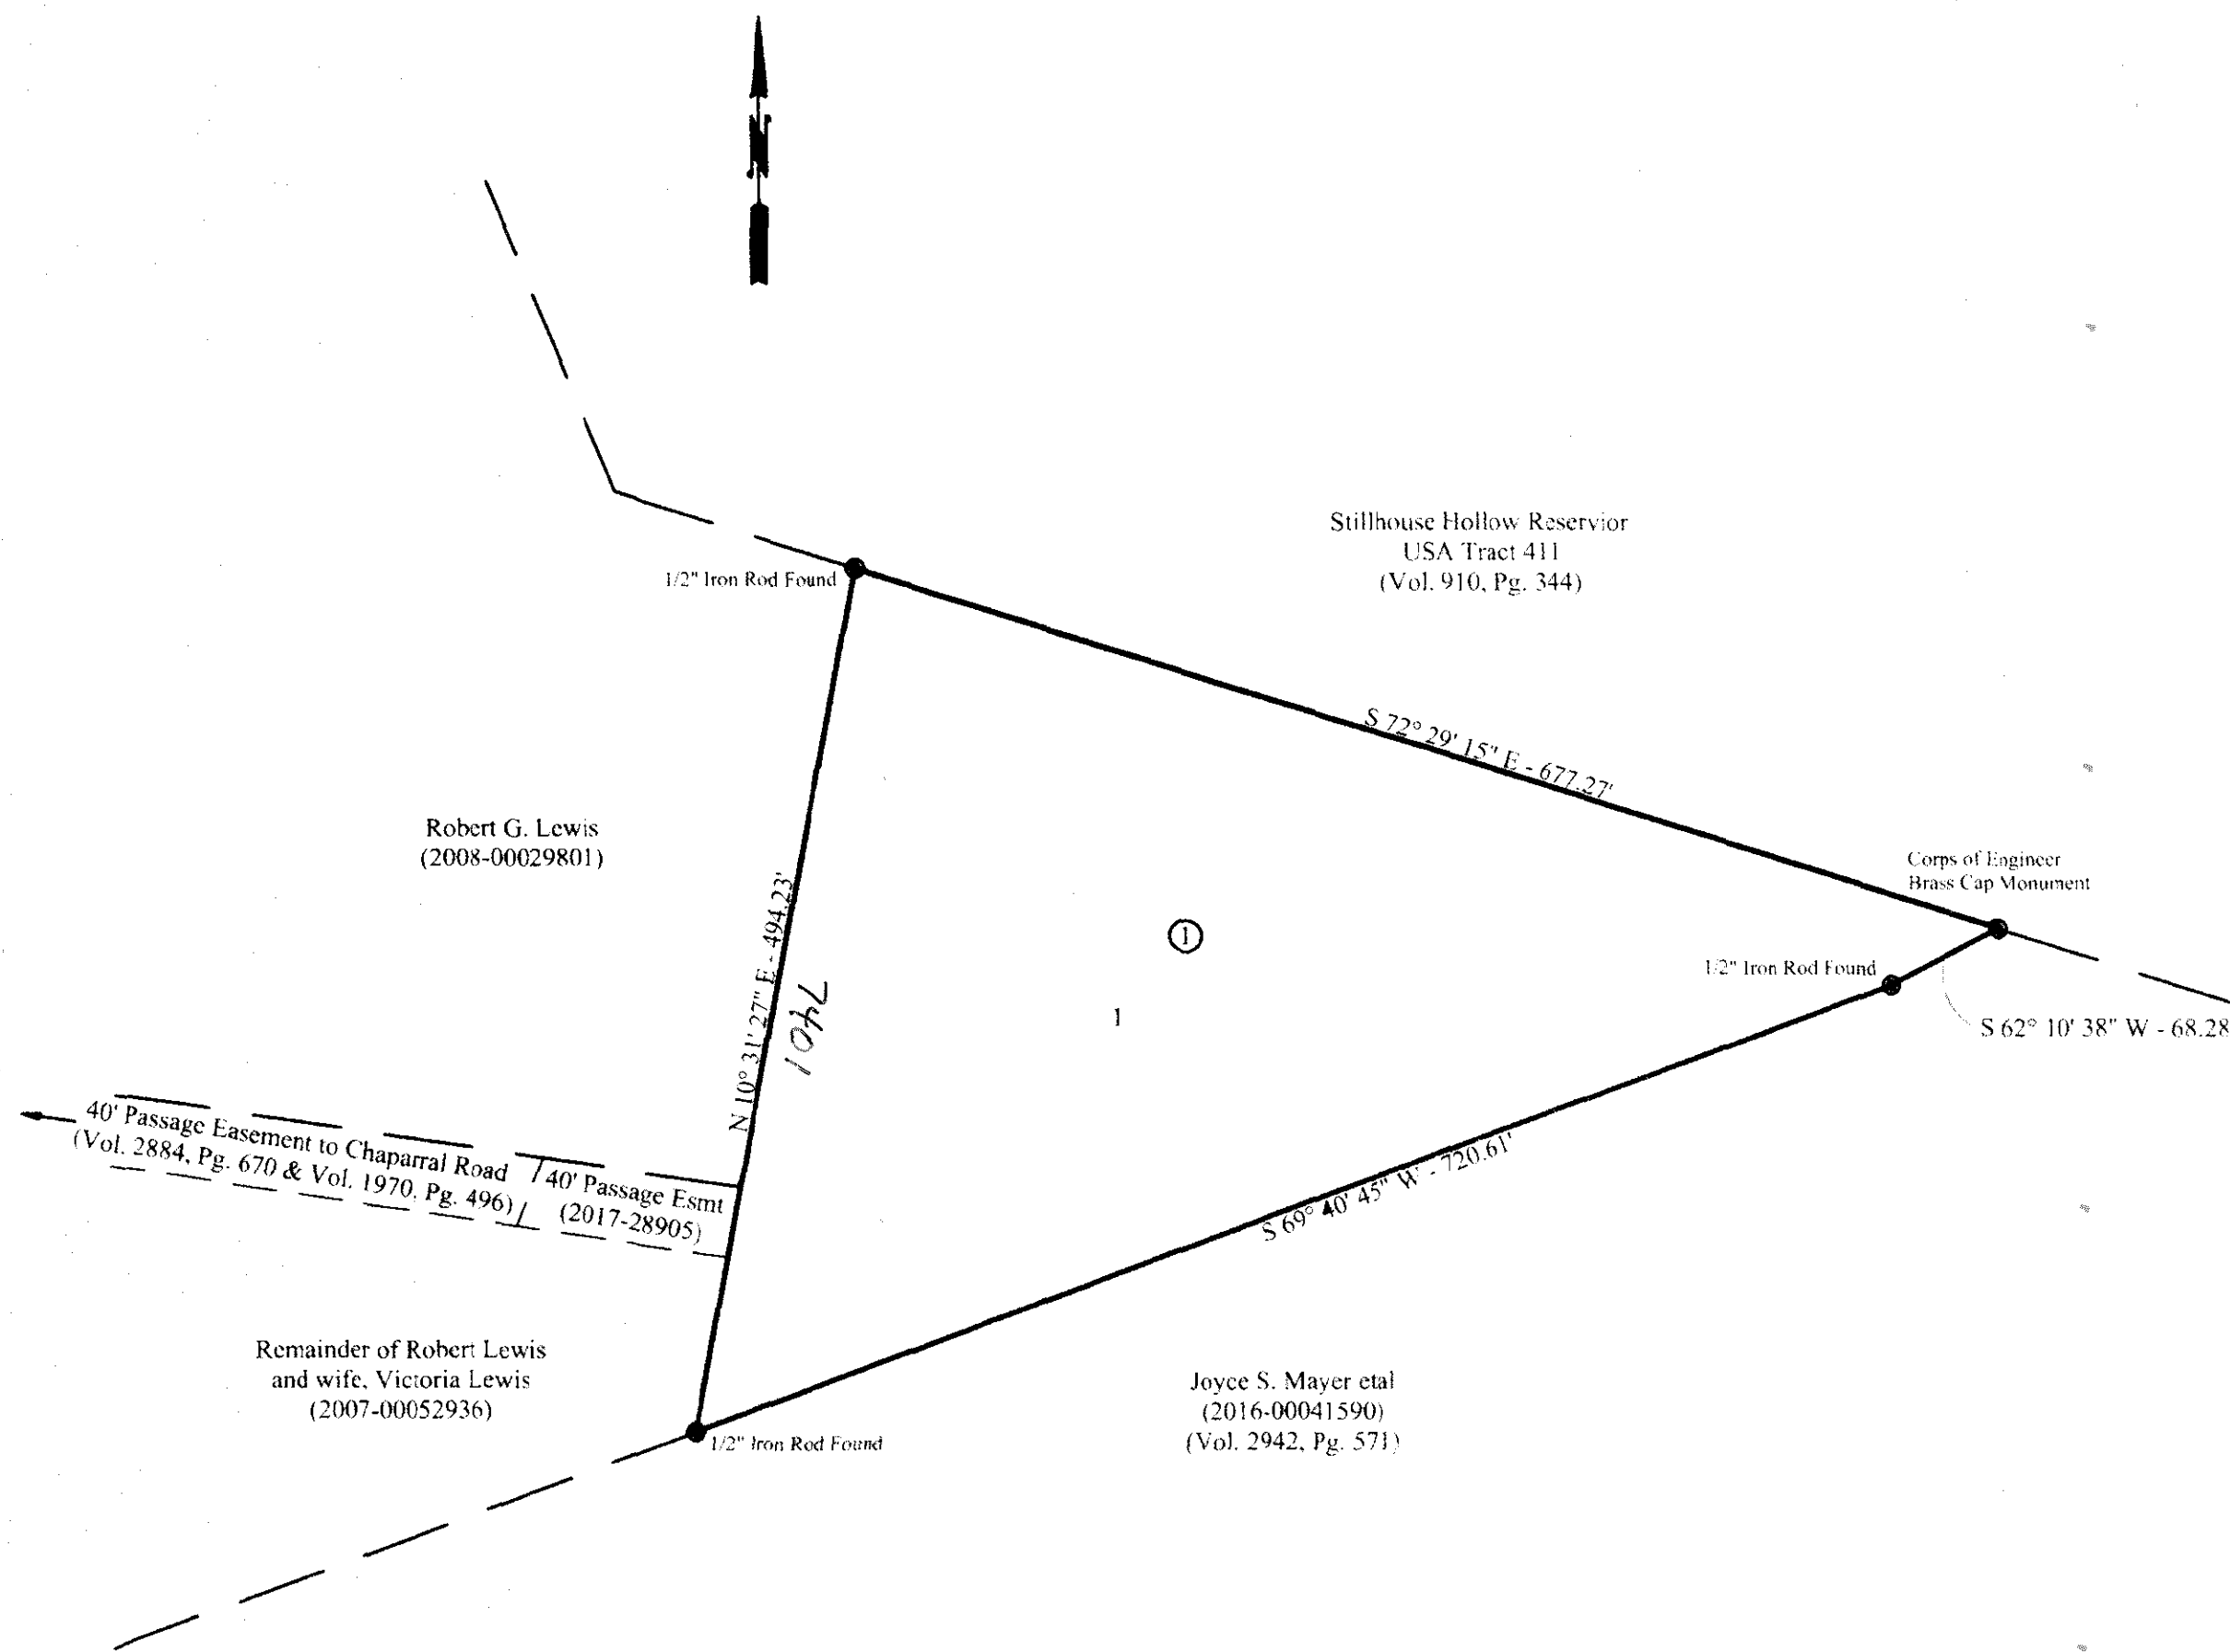 N
Stillhouse Hollow Reservior
USA Tract 411
(Vol. 910, Pg. 344)
1/2" Iron Rod Found
S 72° 29' 15" E - 677.27'
Robert G. Lewis
(2008-00029801)
Corps of Engineer
Brass Cap Monument
N 10° 31' 27" E - 494.23'
7401
1
1
1/2" Iron Rod Found
S 62° 10' 38" W - 68.28
40' Passage Easement to Chaparral Road
(Vol. 2884, Pg. 670 & Vol. 1970, Pg. 496)
40' Passage Esmt
(2017-28905)
S 69° 40' 45" W - 720.61'
Remainder of Robert Lewis
and wife, Victoria Lewis
(2007-00052936)
1/2" Iron Rod Found
Joyce S. Mayer etal
(2016-00041590)
(Vol. 2942, Pg. 571)